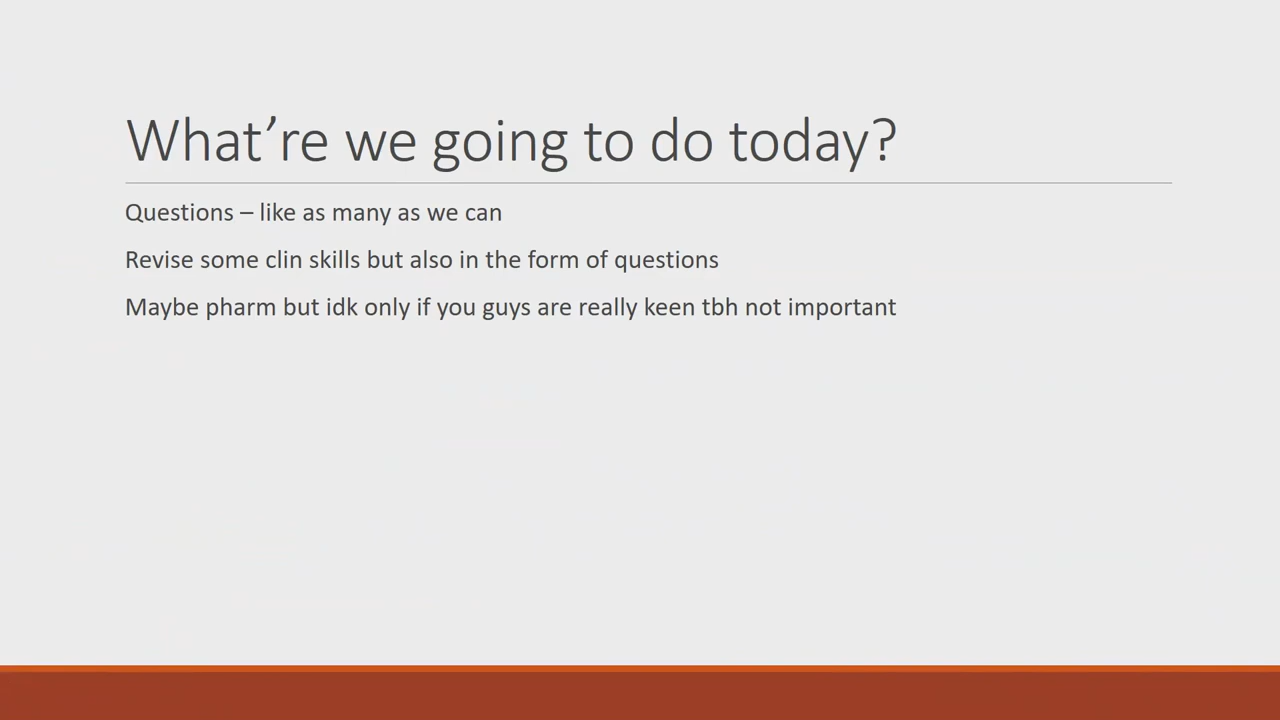 What’re we going to do today?
Questions – like as many as we can
Revise some clin skills but also in the form of questions
Maybe pharm but idk only if you guys are really keen tbh not important